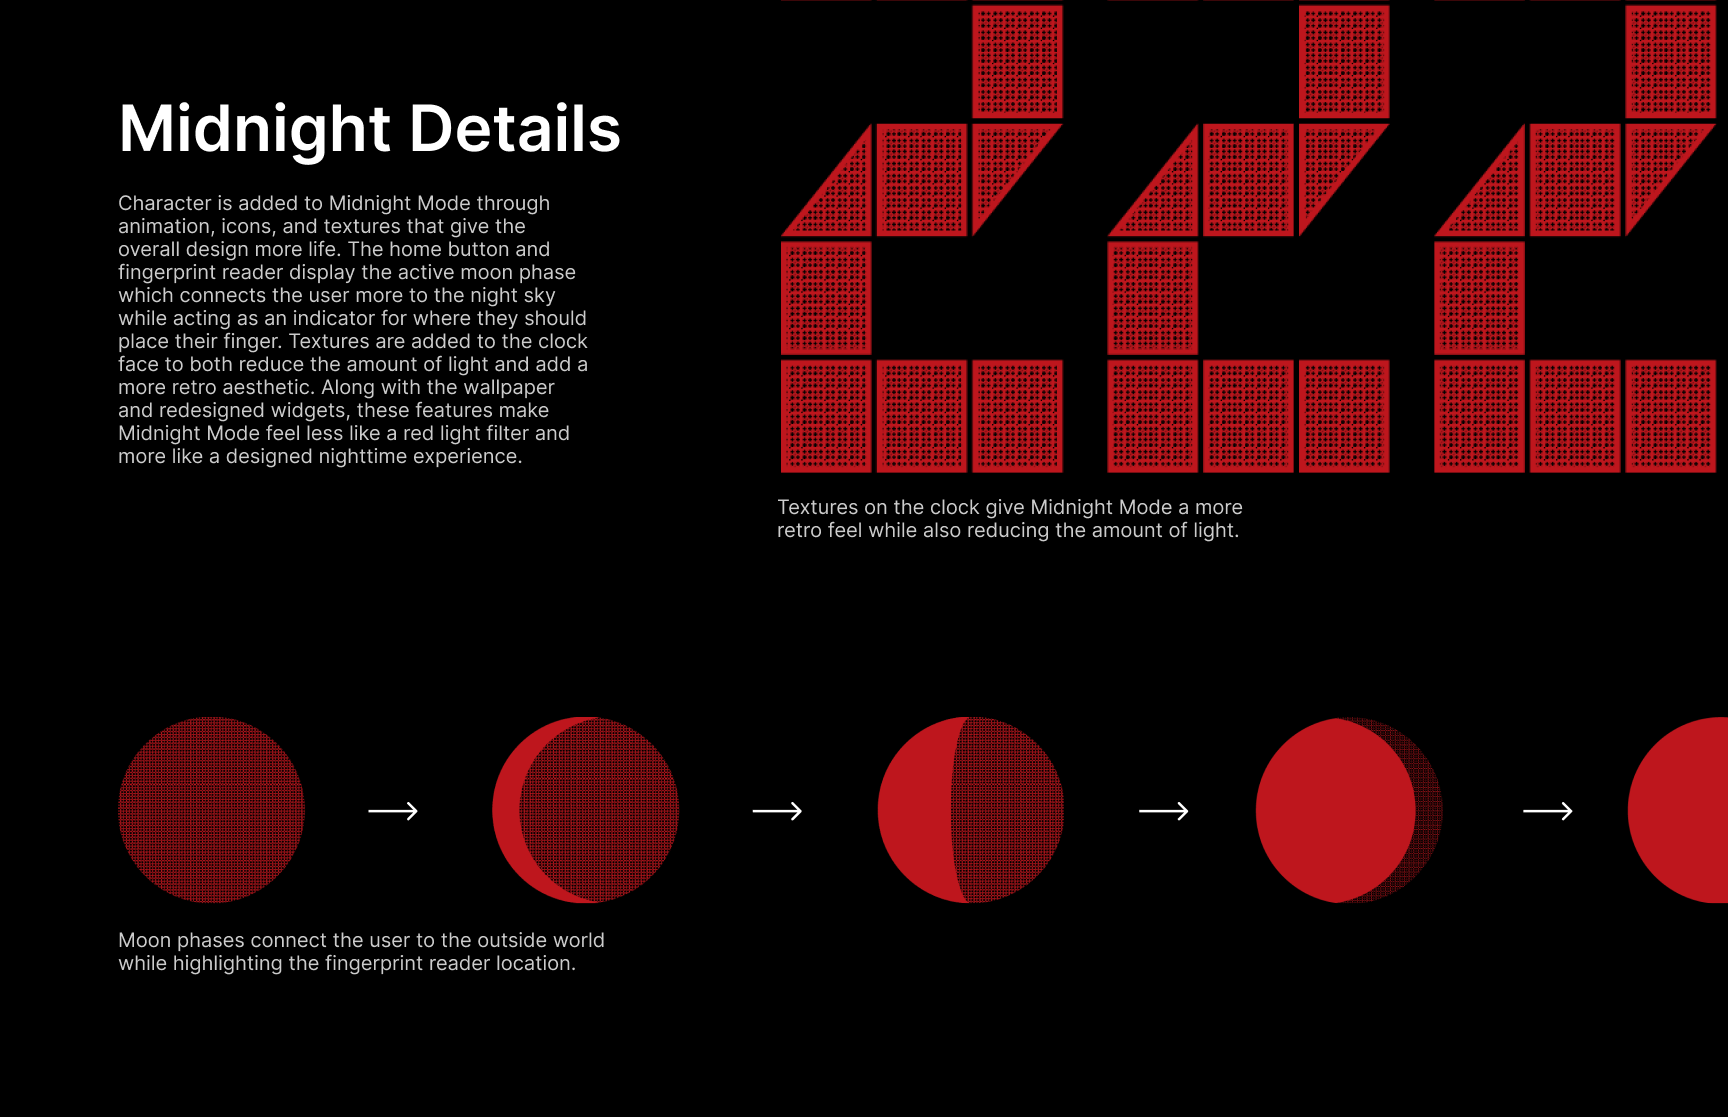 222
Midnight Details
Character is added to Midnight Mode through
animation, icons, and textures that give the
overall design more life. The home button and
fingerprint reader display the active moon phase
which connects the user more to the night sky
while acting as an indicator for where they should
place their finger. Textures are added to the clock
face to both reduce the amount of light and add a
more retro aesthetic. Along with the wallpaper
and redesigned widgets, these features make
Midnight Mode feel less like a red light filter and
more like a designed nighttime experience.
Textures on the clock give Midnight Mode a more
retro feel while also reducing the amount of light.
Moon phases connect the user to the outside world
while highlighting the fingerprint reader location.